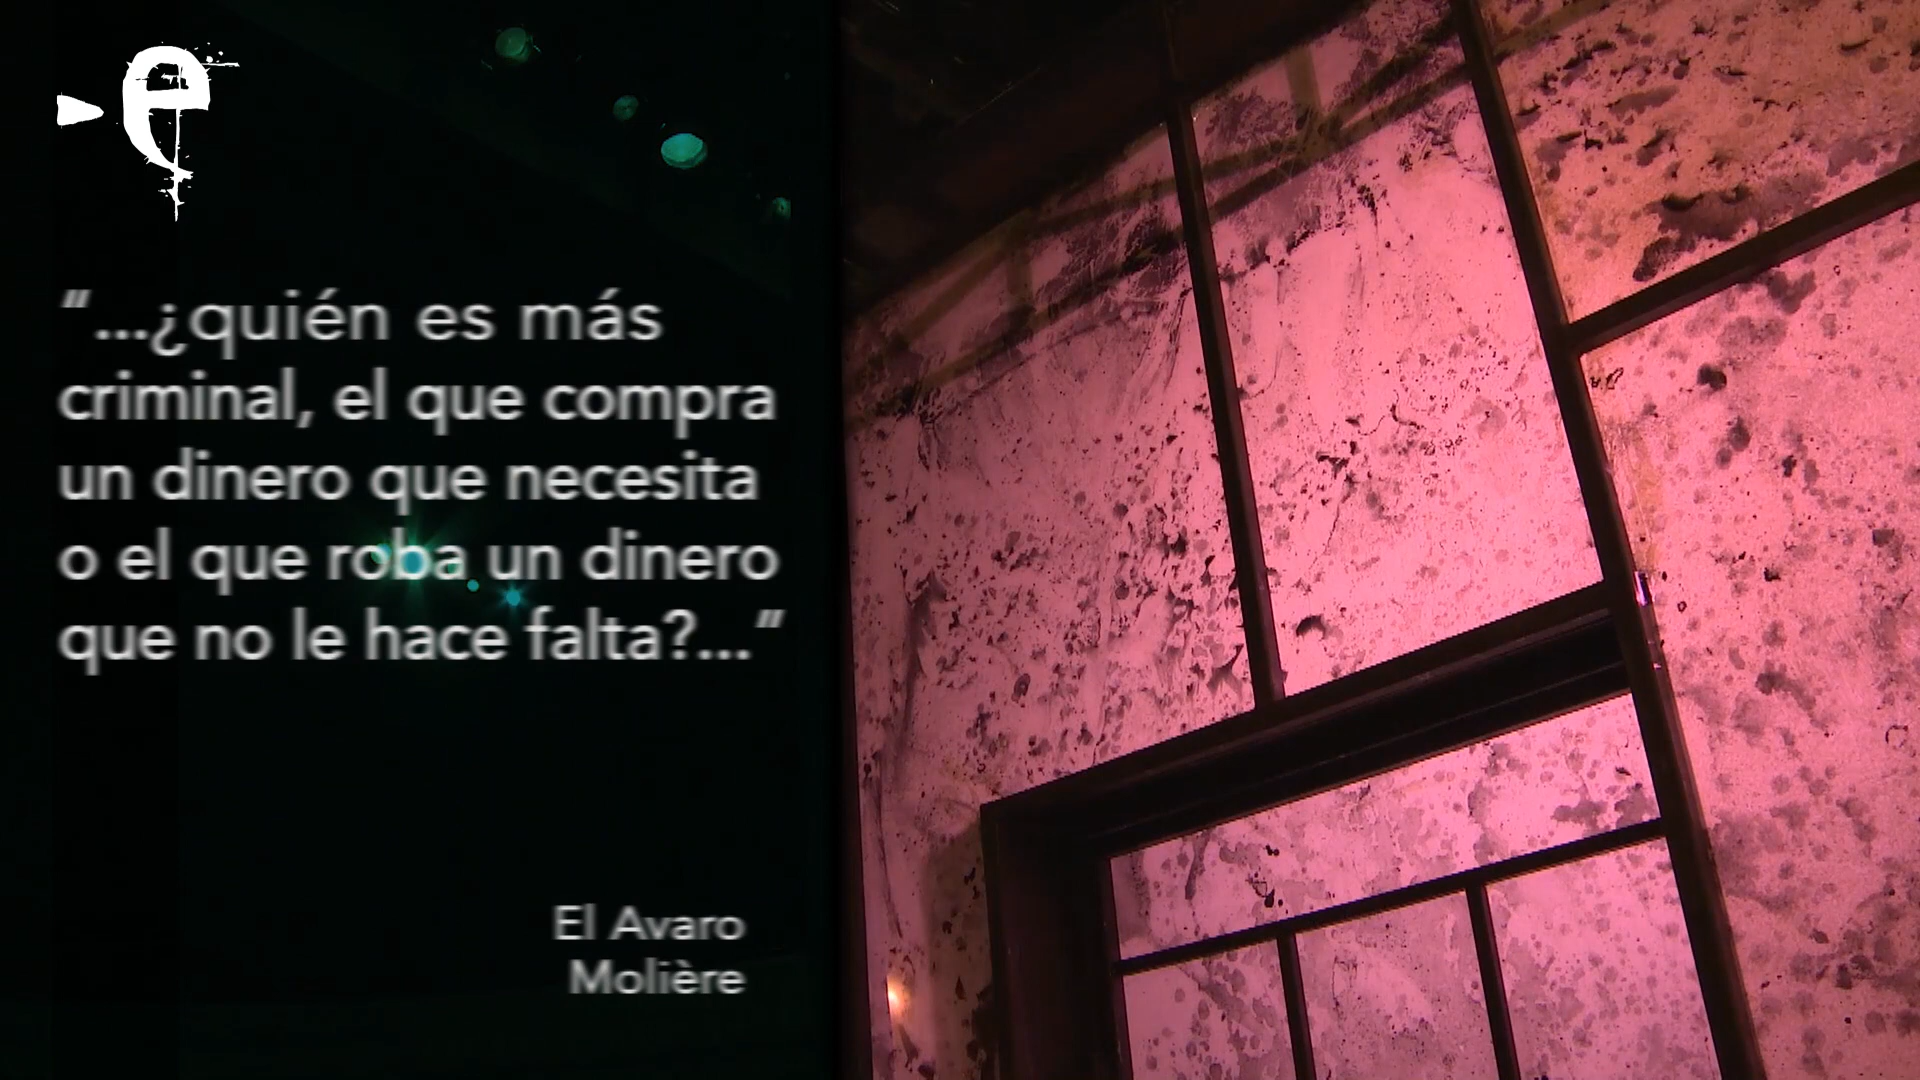 e
“...¿quién es más
criminal, el que compra
un dinero que necesita
o el que roba un dinero
que no le hace falta?...”
El Avaro
Molière